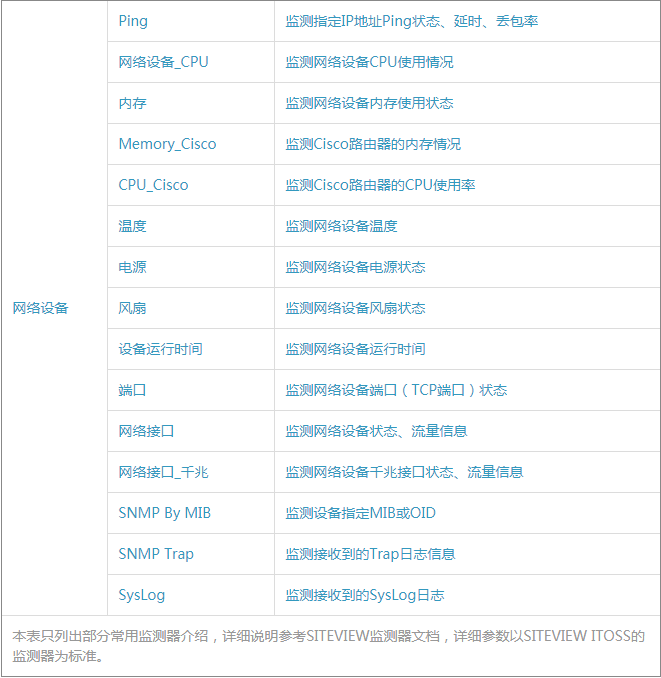 Ping 监测指定IP地址Ping状态、延时、丢包率
网络设备_CPU 监测网络设备CPU使用情况
内存 监测网络设备内存使用状态
Memory_Cisco 监测Cisco路由器的内存情况
CPU_Cisco 监测Cisco路由器的CPU使用率
温度 监测网络设备温度
电源 监测网络设备电源状态
网络设备 风扇 监测网络设备风扇状态
设备运行时间 监测网络设备运行时间
端口 监测网络设备端口（TCP端口）状态
网络接口 监测网络设备状态、流量信息
网络接口_千兆 监测网络设备千兆接口状态、流量信息
SNMP By MIB 监测设备指定MIB或OID
SNMP Trap 监测接收到的Trap日志信息
SysLog 监测接收到的SysLog日志
本表只列出部分常用监测器介绍，详细说明参考SITEVIEW监测器文档，详细参数以SITEVIEW ITOSS的
监测器为标准。